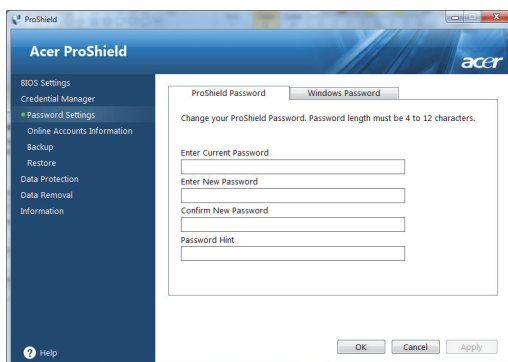 ProShield
Acer ProShield
acer
BIOS Settings
Credential Manager
Password Settings
Online Accounts Information
Backup
Restore
Data Protection
Data Removal
Information
Help
ProShield Password
Windows Password
Change your ProShield Password. Password length must be 4 to 12 characters.
Enter Current Password
Enter New Password
Confirm New Password
Password Hint
OK
Cancel
Apply